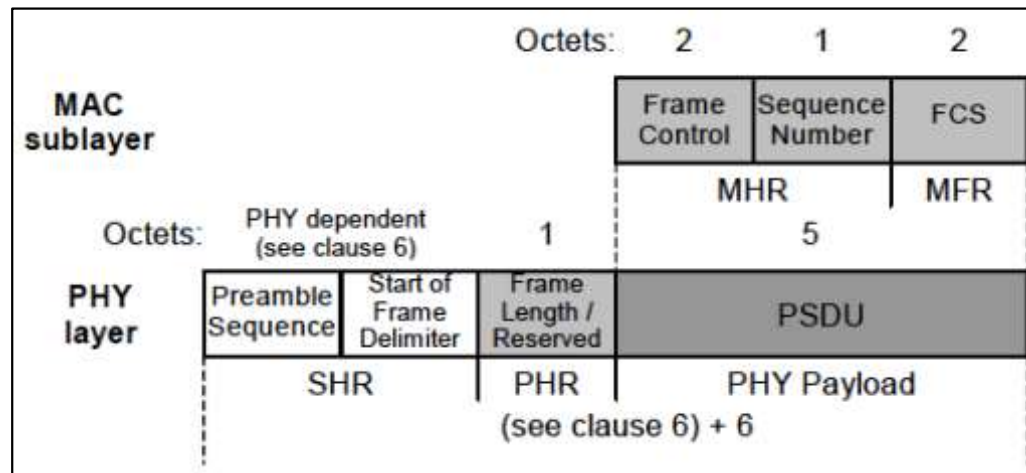 Octets: 2 1 2
MAC
sublayer
Frame
Control
Sequence
Number
FCS
MHR MFR
Octets: PHY dependent
(see clause 6)
1 5
PHY
layer
Preamble
Sequence
Start of
Frame
Delimiter
Frame
Length /
Reserved
PSDU
SHR PHR PHY Payload
(see clause 6) + 6